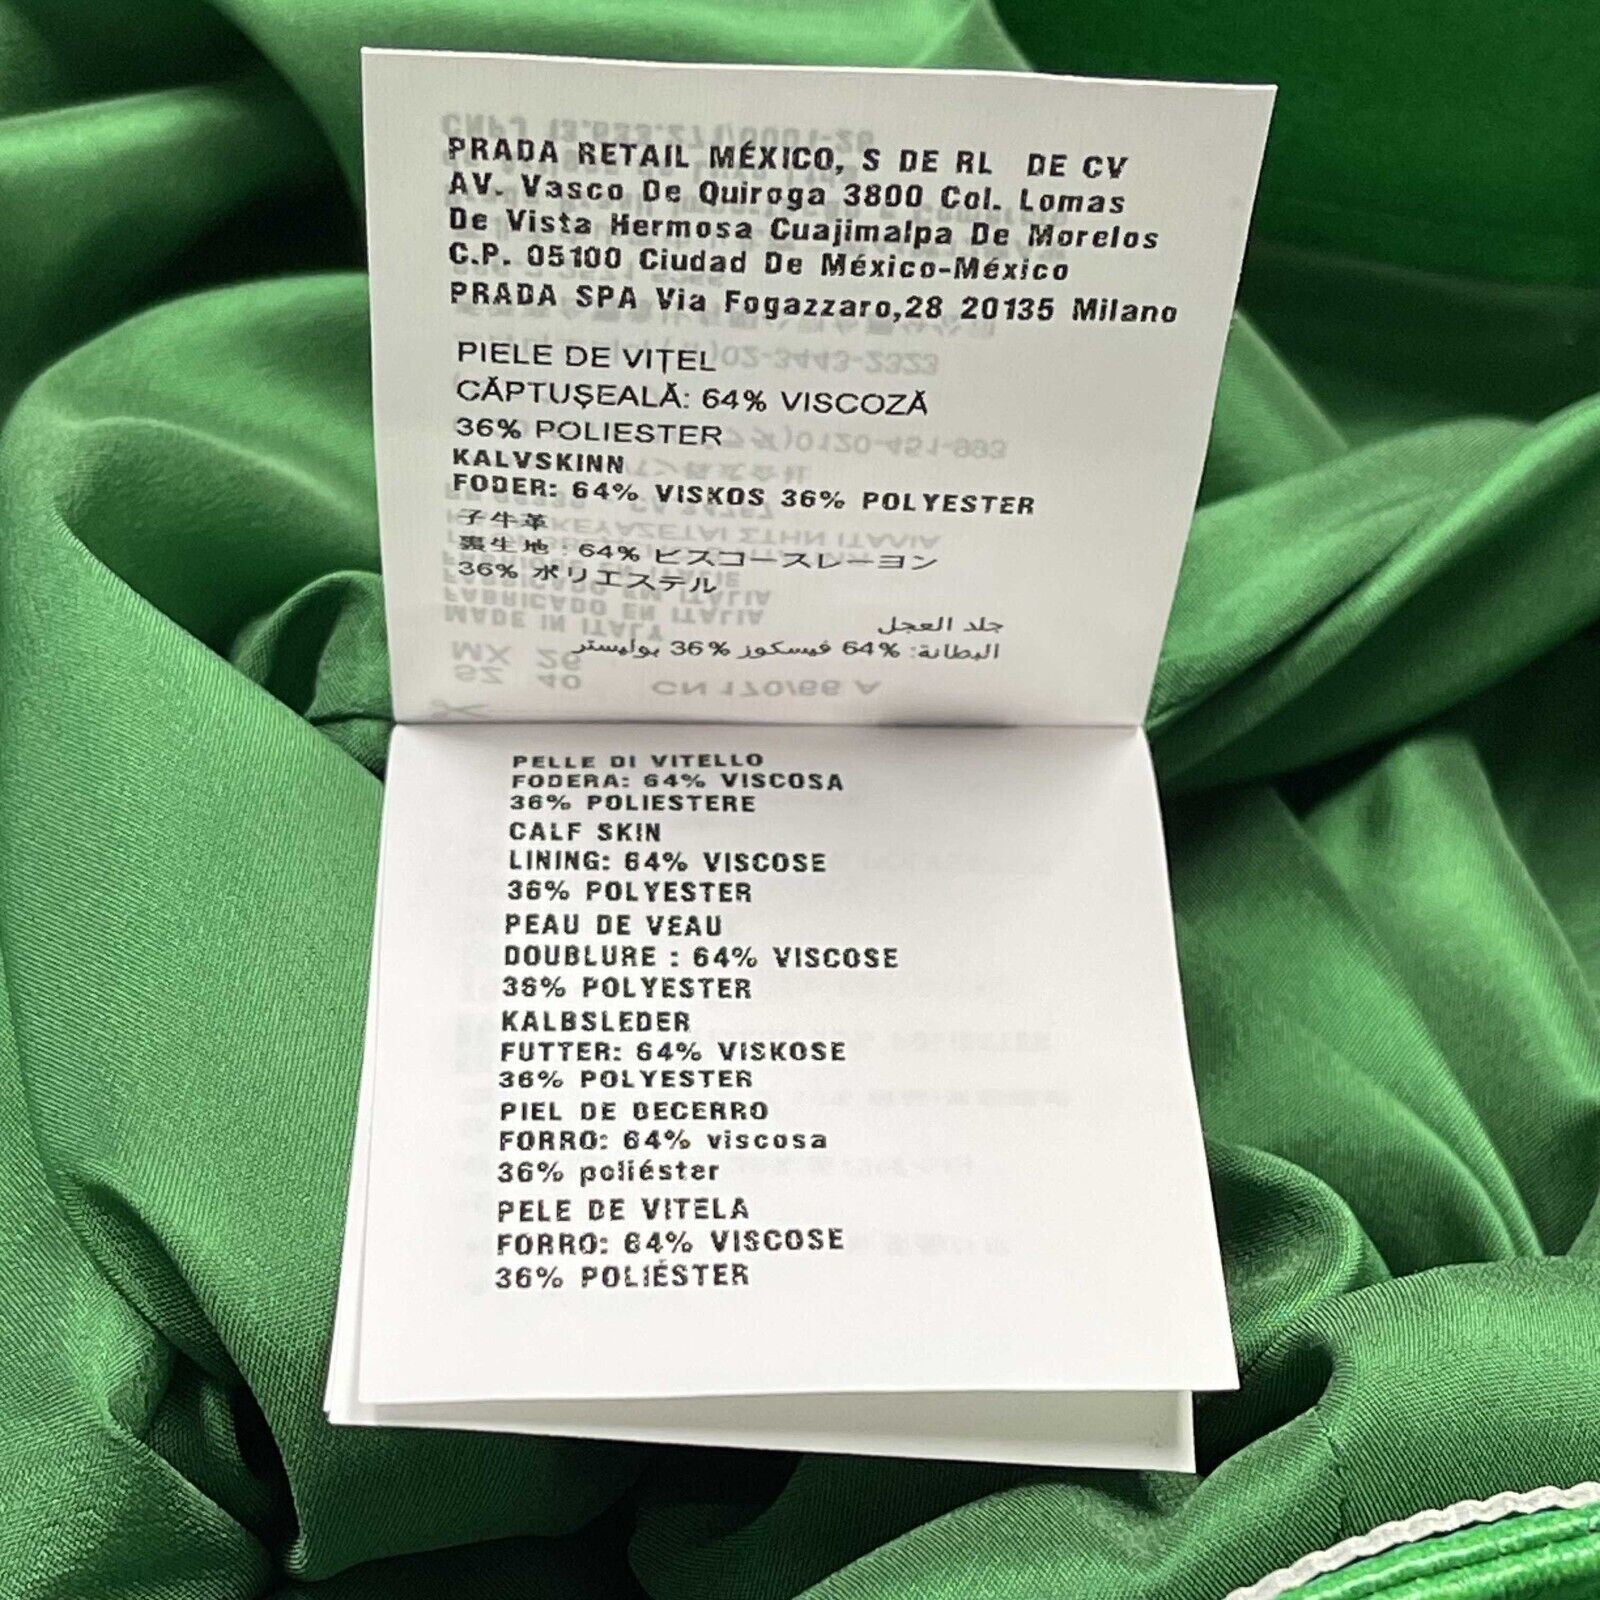 PRADA RETAIL MÉXICO, S DE RL DE CV
AV. Vasco De Quiroga 3800 Col. Lomas
De Vista Hermosa Cuajimalpa De Morelos
C.P. 05100 Ciudad De México-México
PRADA SPA Via Fogazzaro,28 20135 Milano
PIELE DE VIȚEL
CĂPTUȘEALĂ: 64% VISCOZĂ
36% POLIESTER
KALVSKINN
FODER: 64% VISKOS 36% POLYESTER
子牛革
裏生地 : 64% ビスコースレーヨン
36% ポリエステル
جلد العجل
البطانة: 64% فيسكوز 36% بوليستر
PELLE DI VITELLO
FODERA: 64% VISCOSA
36% POLIESTERE
CALF SKIN
LINING: 64% VISCOSE
36% POLYESTER
PEAU DE VEAU
DOUBLURE : 64% VISCOSE
36% POLYESTER
KALBSLEDER
FUTTER: 64% VISKOSE
36% POLYESTER
PIEL DE BECERRO
FORRO: 64% viscosa
36% poliéster
PELE DE VITELA
FORRO: 64% VISCOSE
36% POLIÉSTER